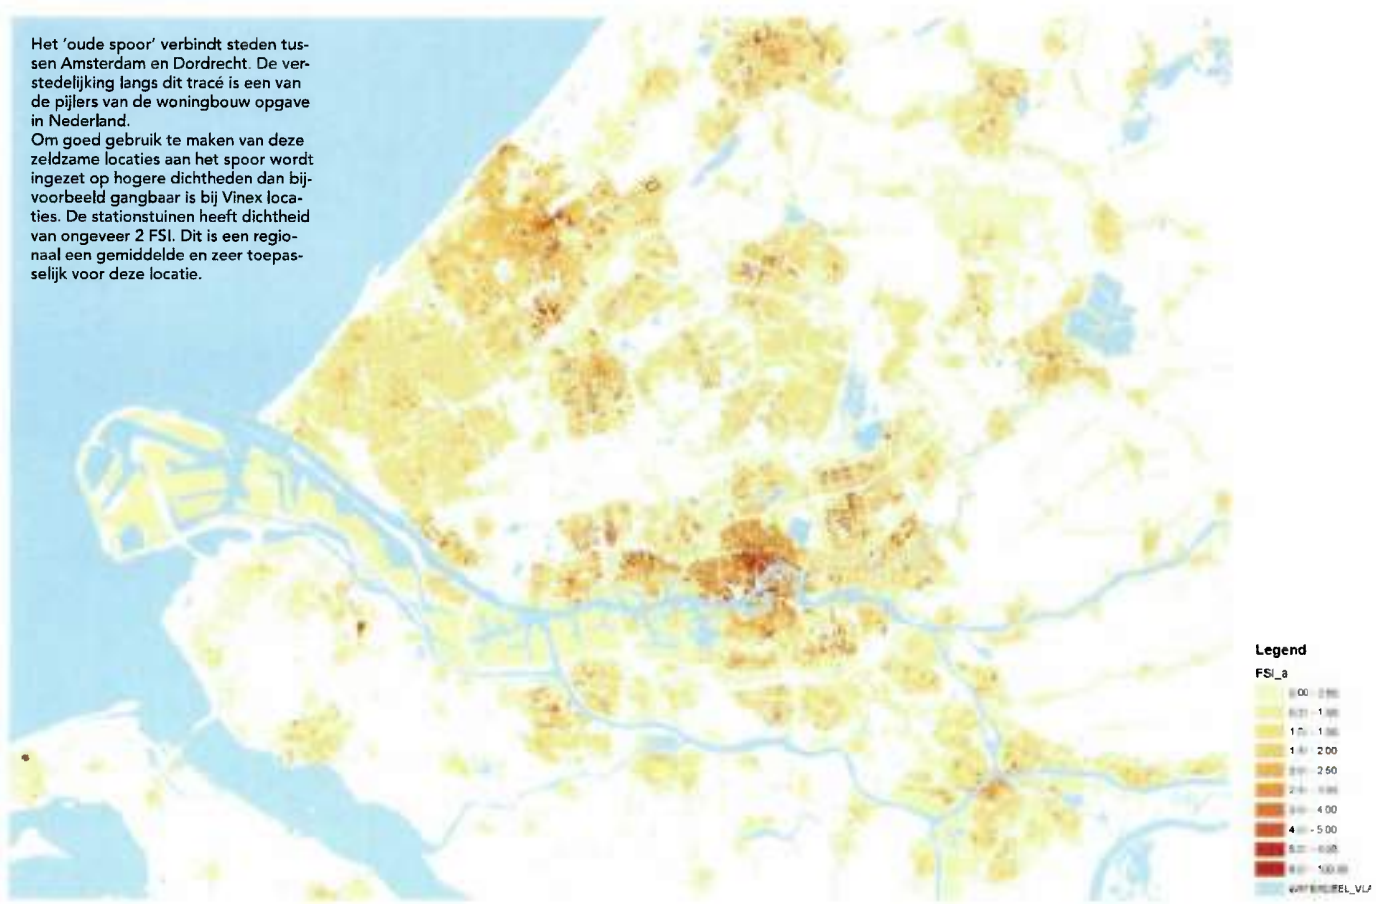 Het ‘oude spoor’ verbindt steden tus-
sen Amsterdam en Dordrecht. De ver-
stedelijking langs dit tracé is een van
de pijlers van de woningbouw opgave
in Nederland.
Om goed gebruik te maken van deze
zeldzame locaties aan het spoor wordt
ingezet op hogere dichtheden dan bij-
voorbeeld gangbaar is bij Vinex loca-
ties. De stationstuinen heeft dichtheid
van ongeveer 2 FSI. Dit is een regio-
naal een gemiddelde en zeer toepas-
selijk voor deze locatie.
Legend
FSI_a
2.00
2.50
4.00
- 5.00